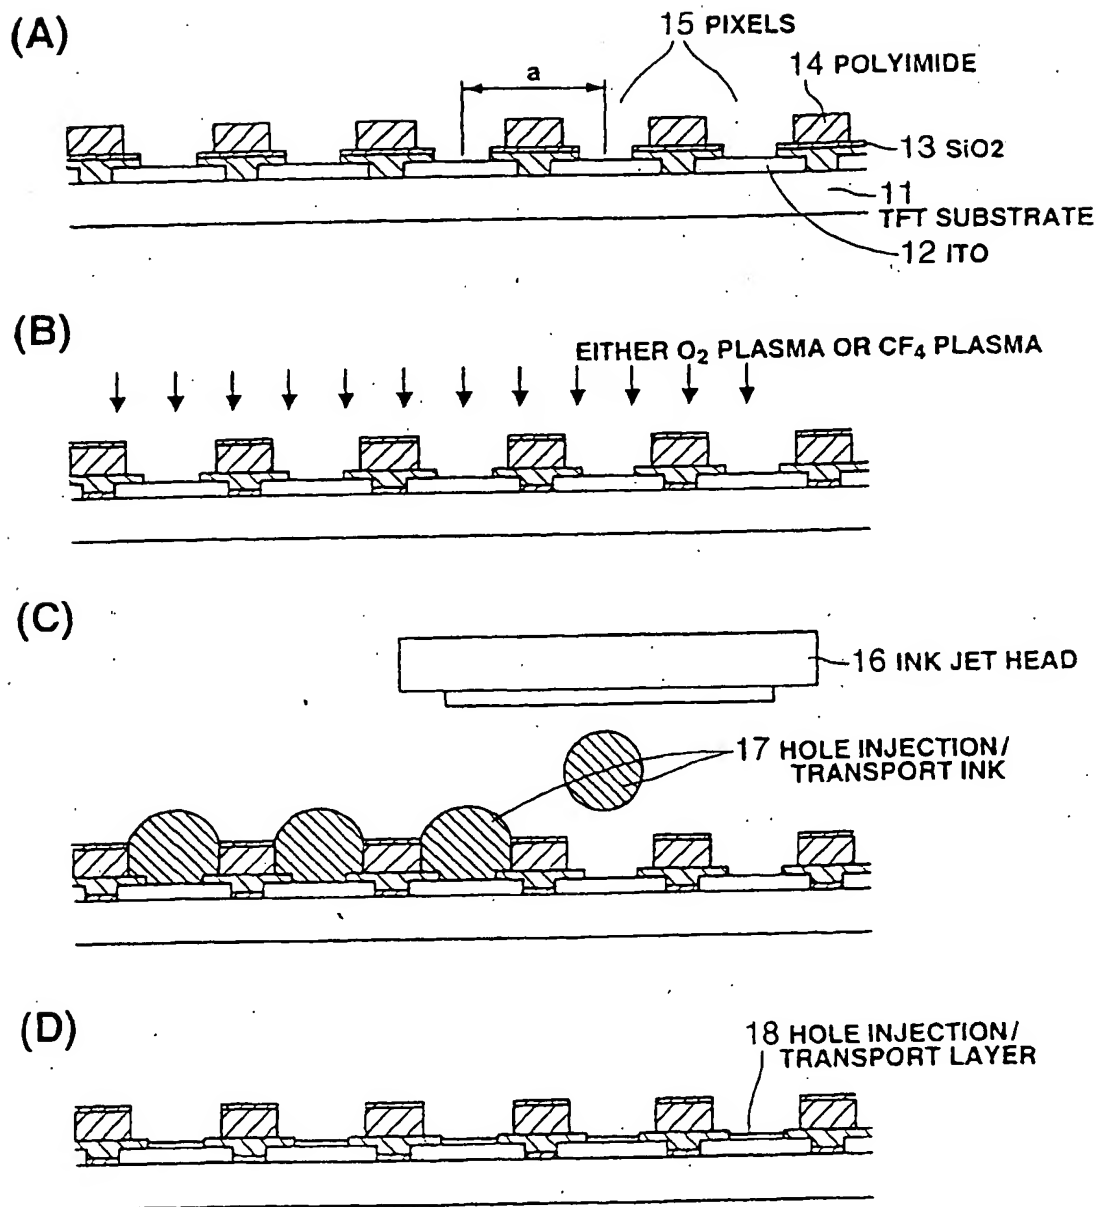 (A)
15 PIXELS
a
14 POLYIMIDE
13 SiO2
11
TFT SUBSTRATE
12 ITO
(B)
EITHER O₂ PLASMA OR CF₄ PLASMA
(C)
16 INK JET HEAD
17 HOLE INJECTION/
TRANSPORT INK
(D)
18 HOLE INJECTION/
TRANSPORT LAYER